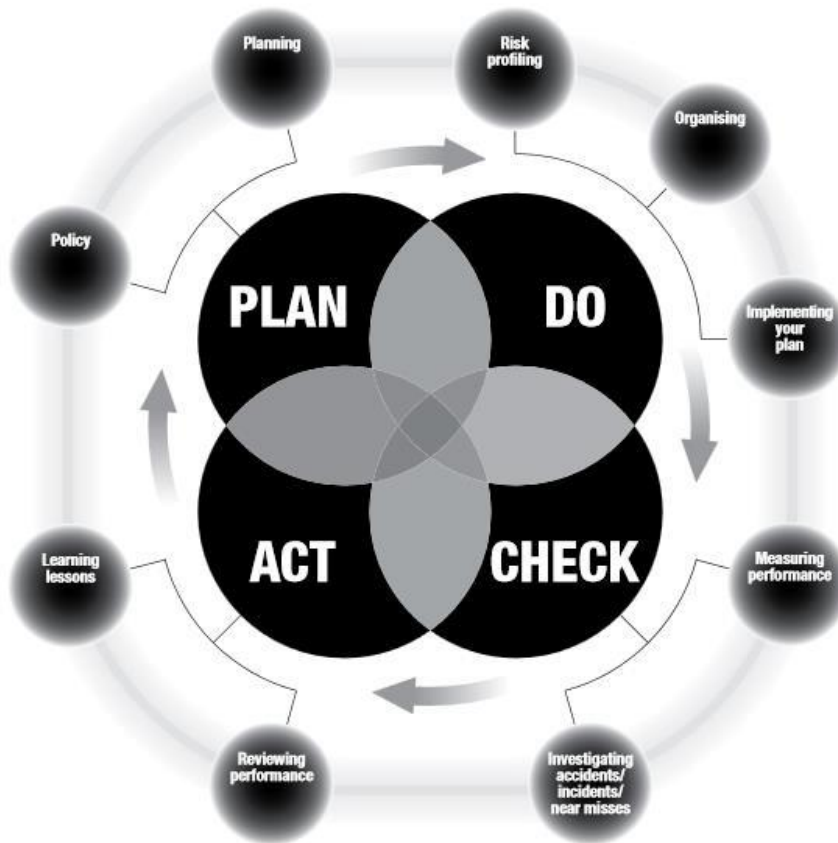 Planning
Risk
profiling
Organising
Policy
PLAN
DO
Implementing
your
plan
ACT
CHECK
Learning
lessons
Measuring
performance
Reviewing
performance
Investigating
accidents/
incidents/
near misses